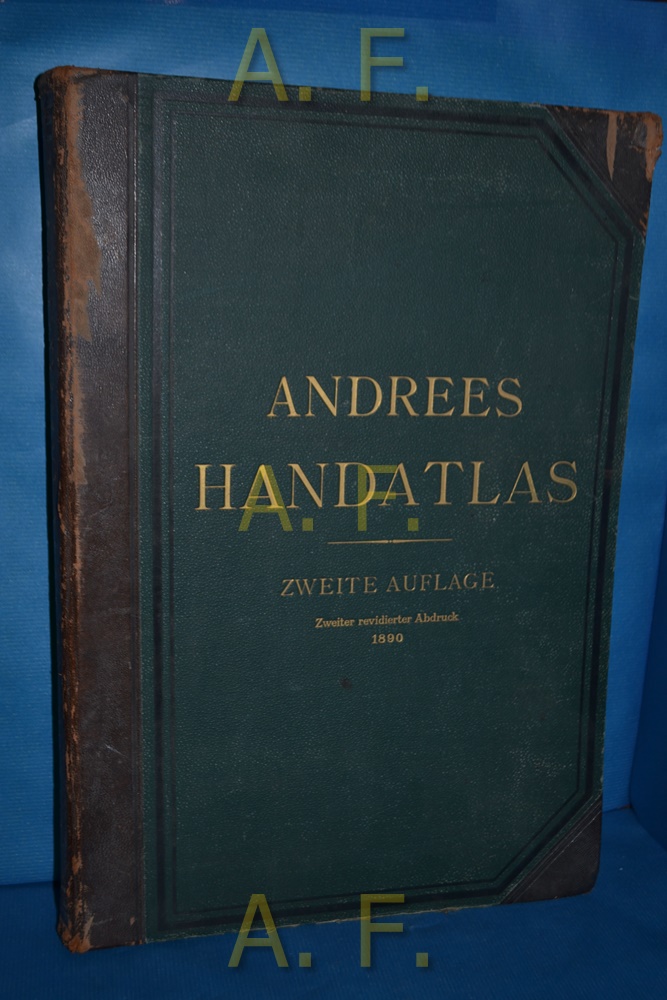 A. F.
ANDREES
HANDATLAS
A. F.
ZWEITE AUFLAGE
Zweiter revidierter Abdruck
1890
A. F.